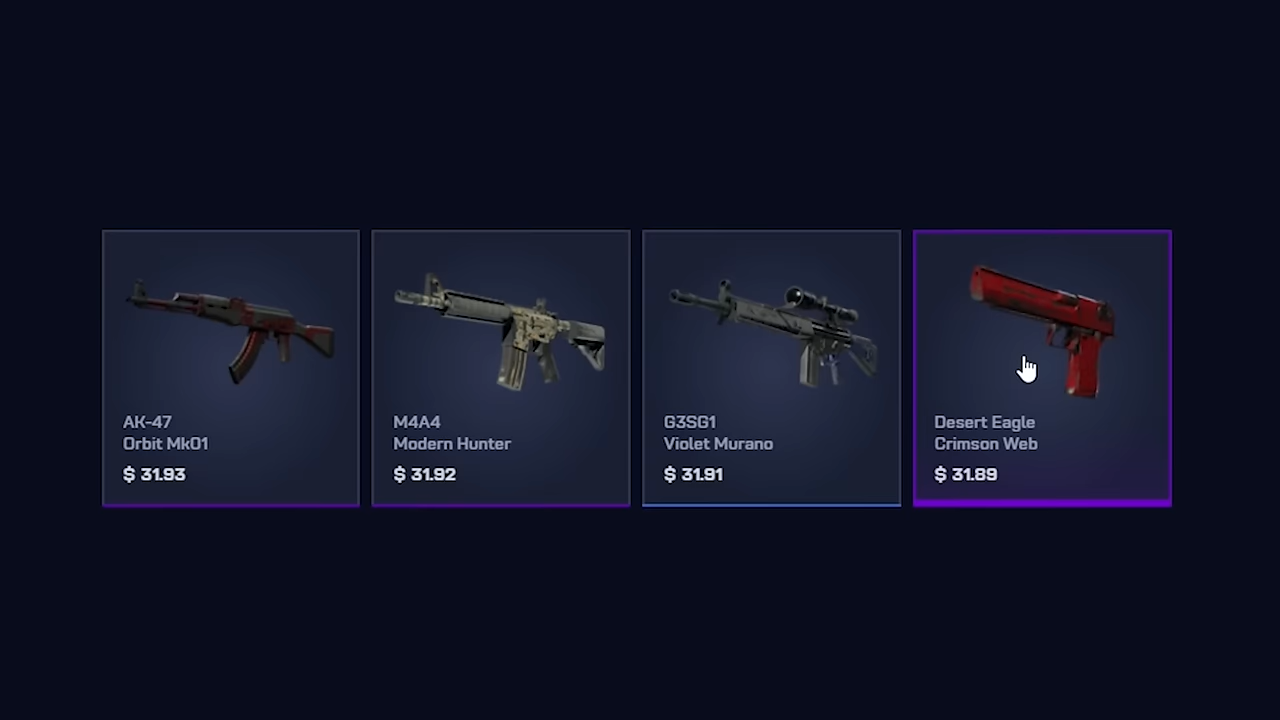 AK-47
Orbit Mk01
$ 31.93
M4A4
Modern Hunter
$ 31.92
G3SG1
Violet Murano
$ 31.91
Desert Eagle
Crimson Web
$ 31.89